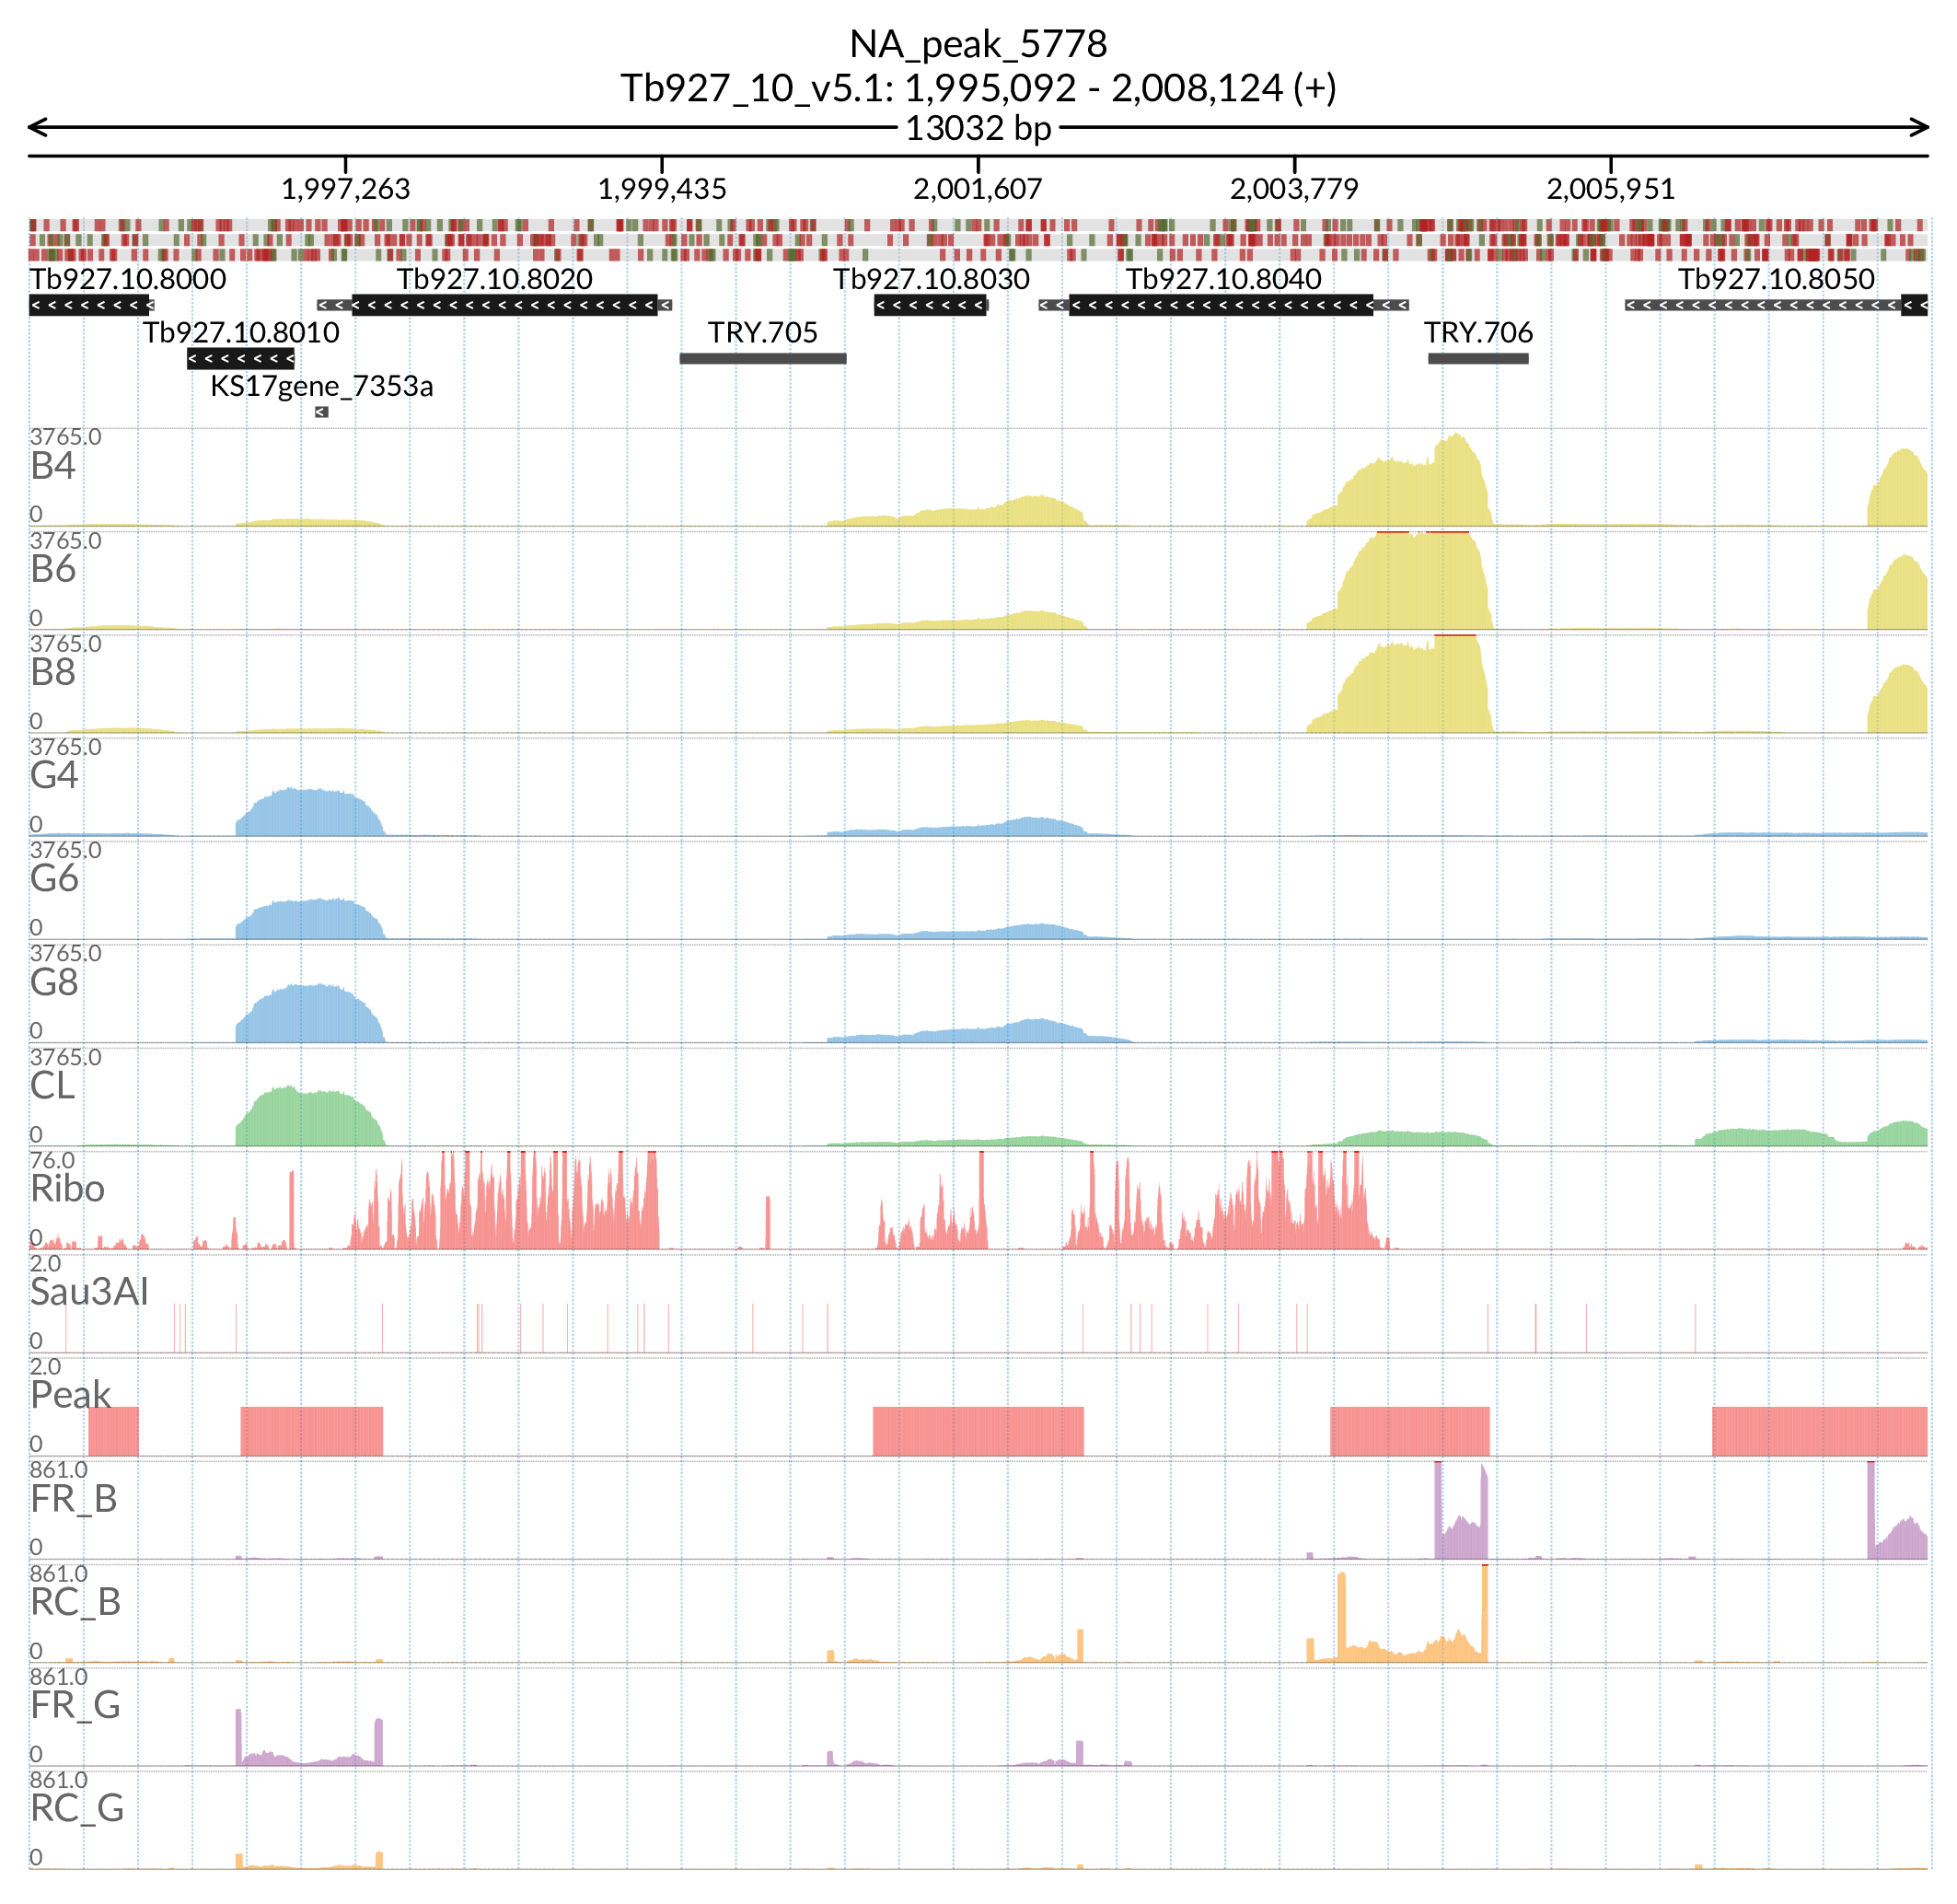 NA_peak_5778
Tb927_10_v5.1: 1,995,092 - 2,008,124 (+)
13032 bp
1,997,263 1,999,435 2,001,607 2,003,779 2,005,951
Tb927.10.8000 Tb927.10.8020 Tb927.10.8030 Tb927.10.8040 Tb927.10.8050
Tb927.10.8010 TRY.705 TRY.706
KS17gene_7353a
3765.0
B4
0
3765.0
B6
0
3765.0
B8
0
3765.0
G4
0
3765.0
G6
0
3765.0
G8
0
3765.0
CL
0
76.0
Ribo
0
2.0
Sau3AI
0
2.0
Peak
0
861.0
FR_B
0
861.0
RC_B
0
861.0
FR_G
0
861.0
RC_G
0